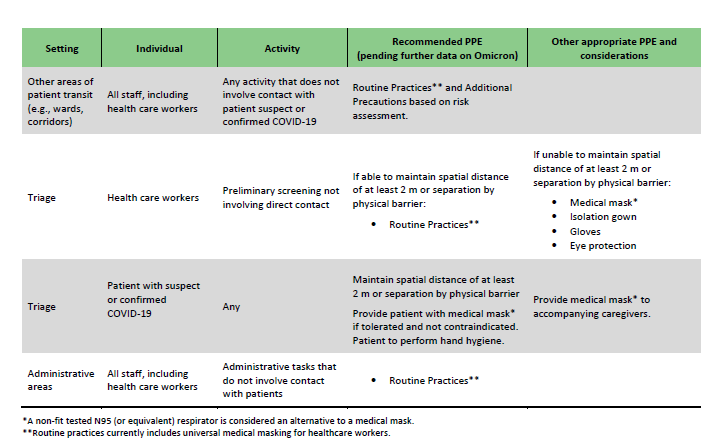 Setting
Individual
Activity
Recommended PPE
(pending further data on Omicron)
Other appropriate PPE and
considerations
Other areas of
patient transit
(e.g., wards,
corridors)
All staff, including
health care workers
Any activity that does not
involve contact with
patient suspect or
confirmed COVID-19
Routine Practices** and Additional
Precautions based on risk
assessment.
Triage
Health care workers
Preliminary screening not
involving direct contact
If able to maintain spatial distance
of at least 2 m or separation by
physical barrier:
• Routine Practices**
If unable to maintain spatial
distance of at least 2 m or
separation by physical barrier:
• Medical mask*
• Isolation gown
• Gloves
• Eye protection
Triage
Patient with suspect
or confirmed
COVID-19
Any
Maintain spatial distance of at least
2 m or separation by physical barrier
Provide patient with medical mask*
if tolerated and not contraindicated.
Patient to perform hand hygiene.
Provide medical mask* to
accompanying caregivers.
Administrative
areas
All staff, including
health care workers
Administrative tasks that
do not involve contact
with patients
• Routine Practices**
*A non-fit tested N95 (or equivalent) respirator is considered an alternative to a medical mask.
**Routine practices currently includes universal medical masking for healthcare workers.